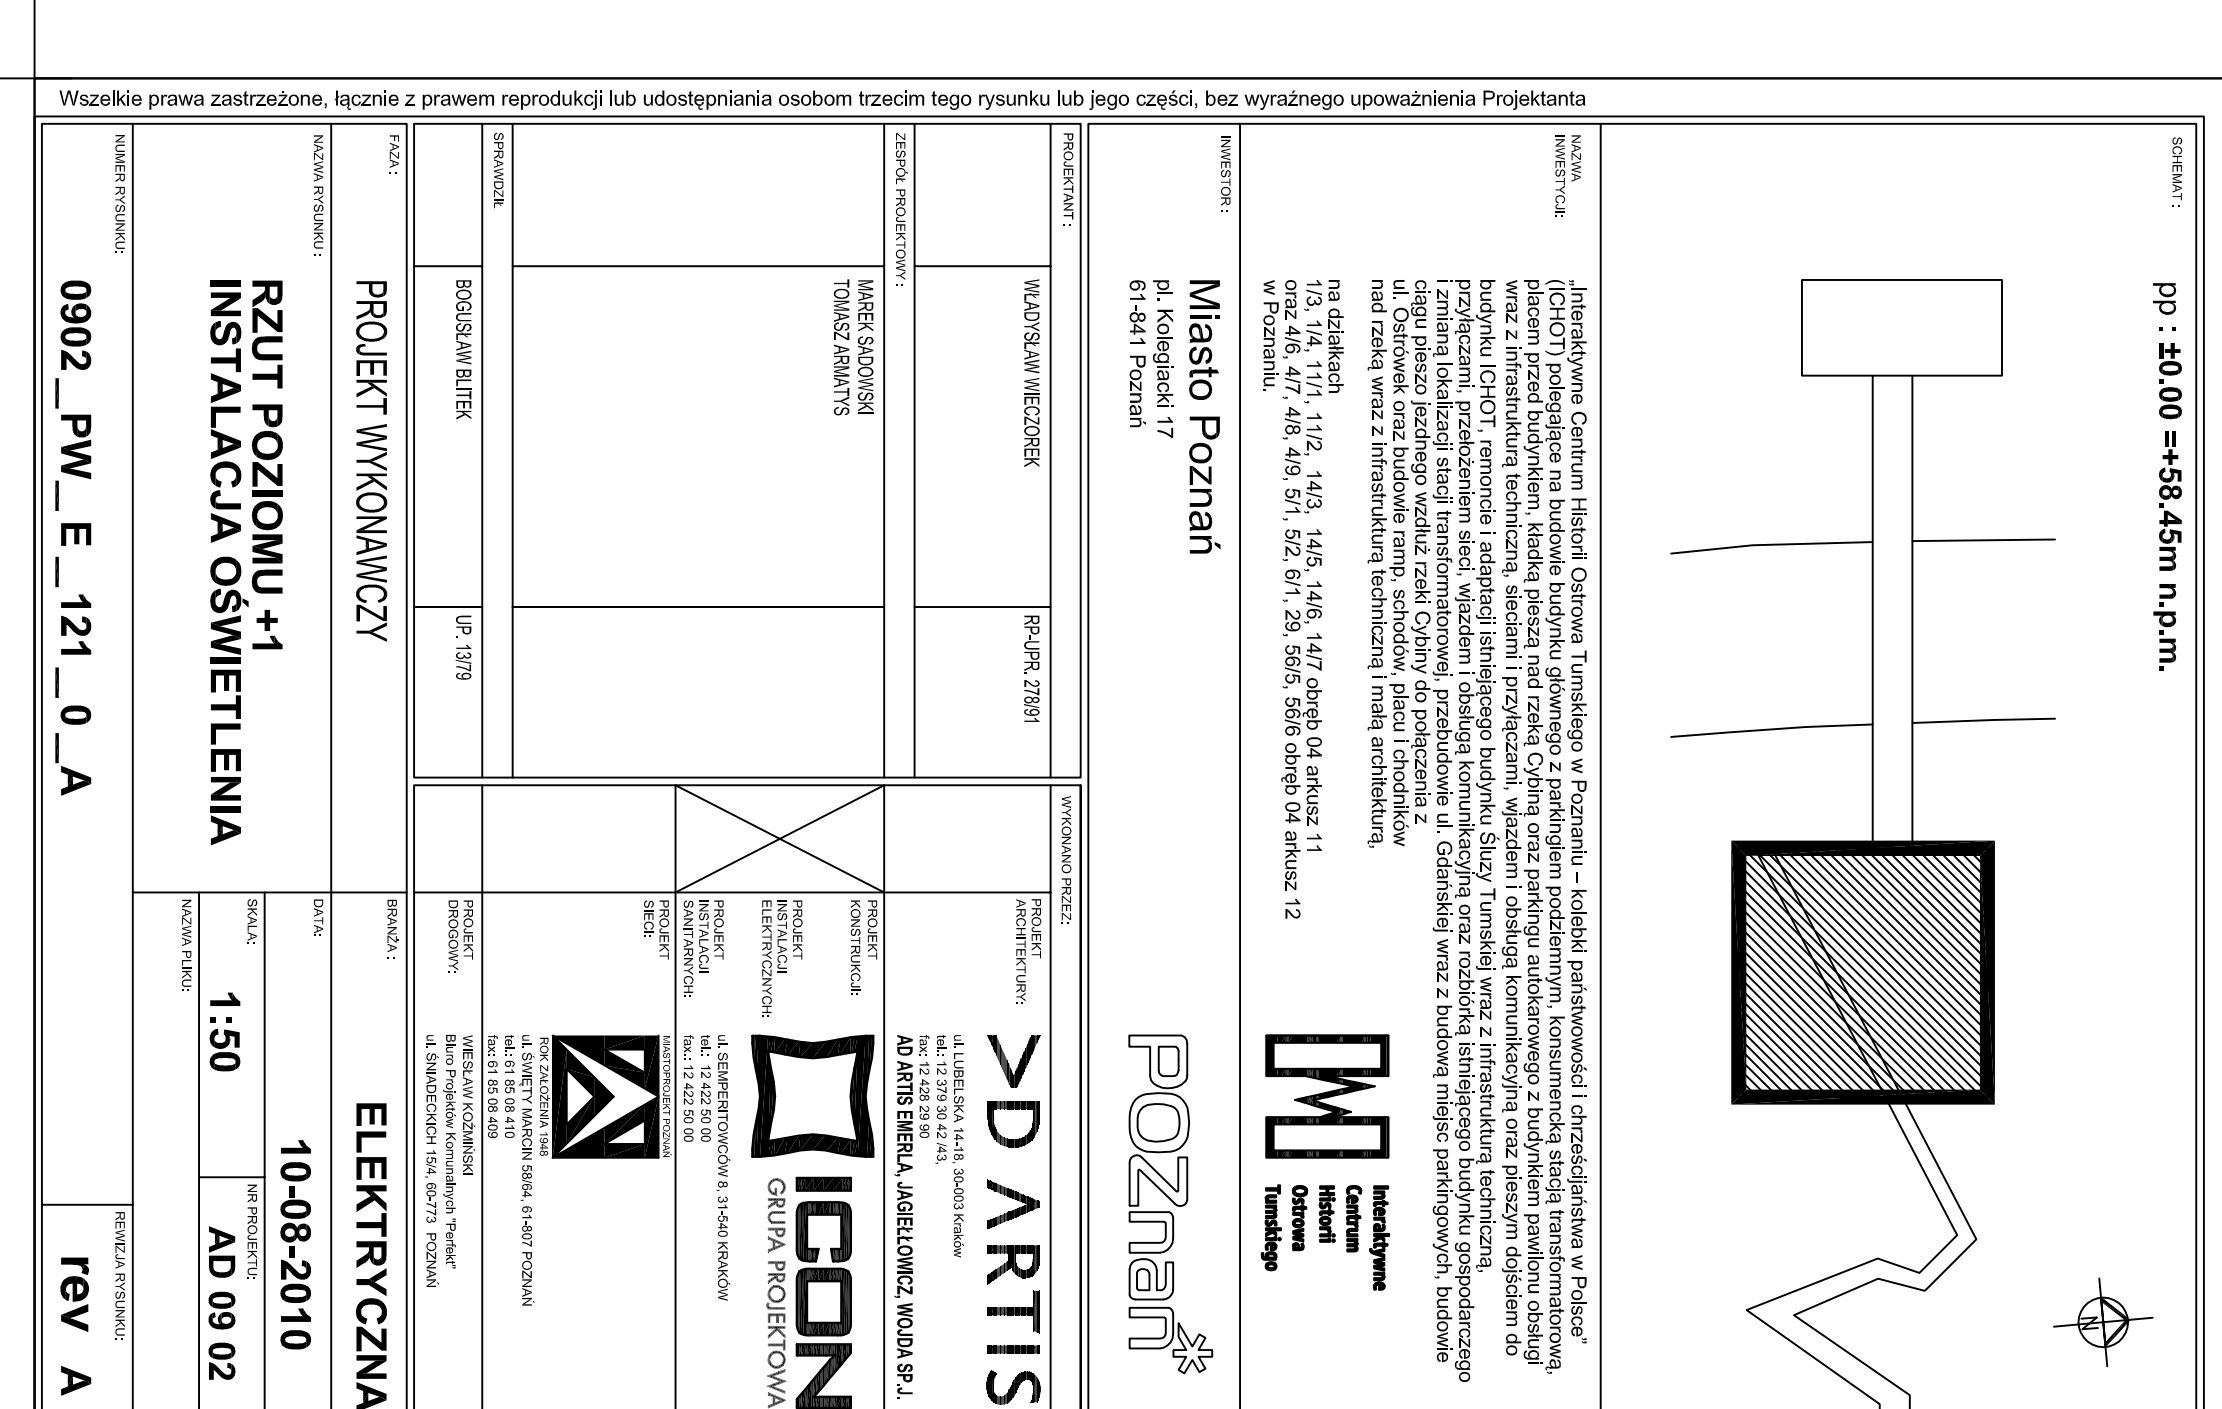 Wszelkie prawa zastrzeżone, łącznie z prawem reprodukcji lub udostępniania osobom trzecim tego rysunku lub jego części, bez wyraźnego upoważnienia Projektanta
SCHEMAT :
pp : ±0.00 =+58.45m n.p.m.
N
NAZWA
INWESTYCJI:
„Interaktywne Centrum Historii Ostrowa Tumskiego w Poznaniu – kolebki państwowości i chrześcijaństwa w Polsce”
(ICHOT) polegające na budowie budynku głównego z parkingiem podziemnym, konsumencką stacją transformatorową,
placem przed budynkiem, kładką pieszą nad rzeką Cybiną oraz parkingu autokarowego z budynkiem pawilonu obsługi
wraz z infrastrukturą techniczną, sieciami i przyłączami, wjazdem i obsługą komunikacyjną oraz pieszym dojściem do
budynku ICHOT, remoncie i adaptacji istniejącego budynku Śluzy Tumskiej wraz z infrastrukturą techniczną,
przyłączami, przełożeniem sieci, wjazdem i obsługą komunikacyjną oraz rozbiórką istniejącego budynku gospodarczego
i zmianą lokalizacji stacji transformatorowej, przebudowie ul. Gdańskiej wraz z budową miejsc parkingowych, budowie
ciągu pieszo jezdnego wzdłuż rzeki Cybiny do połączenia z
ul. Ostrówek oraz budowie ramp, schodów, placu i chodników
nad rzeką wraz z infrastrukturą techniczną i małą architekturą,
na działkach
1/3, 1/4, 11/1, 11/2, 14/3, 14/5, 14/6, 14/7 obręb 04 arkusz 11
oraz 4/6, 4/7, 4/8, 4/9, 5/1, 5/2, 6/1, 29, 56/5, 56/6 obręb 04 arkusz 12
w Poznaniu.
Interaktywne
Centrum
Historii
Ostrowa
Tumskiego
INWESTOR :
Miasto Poznań
pl. Kolegiacki 17
61-841 Poznań
POZnań*
PROJEKTANT :
WŁADYSŁAW WIECZOREK
RP-UPR. 278/91
ZESPÓŁ PROJEKTOWY :
MAREK SADOWSKI
TOMASZ ARMATYS
SPRAWDZIŁ
BOGUSŁAW BLITEK
UP. 13/79
WYKONANO PRZEZ:
PROJEKT
ARCHITEKTURY:
>D ARTIS
ul. LUBELSKA 14-18, 30-003 Kraków
tel.: 12 379 30 42 /43,
fax: 12 428 29 90
AD ARTIS EMERLA, JAGIEŁŁOWICZ, WOJDA SP.J.
PROJEKT
KONSTRUKCJI:
PROJEKT
INSTALACJI
ELEKTRYCZNYCH:
ICON
GRUPA PROJEKTOWA
PROJEKT
INSTALACJI
SANITARNYCH:
ul. SEMPERITOWCÓW 8, 31-540 KRAKÓW
tel.: 12 422 50 00
fax.: 12 422 50 00
PROJEKT
SIECI:
MIASTOPROJEKT POZNAŃ
ROK ZAŁOŻENIA 1948
ul. ŚWIĘTY MARCIN 58/64, 61-807 POZNAŃ
tel.: 61 85 08 410
fax: 61 85 08 409
PROJEKT
DROGOWY:
WIESŁAW KOŹMIŃSKI
Biuro Projektów Komunalnych "Perfekt"
ul. ŚNIADECKICH 15/4, 60-773 POZNAŃ
FAZA :
PROJEKT WYKONAWCZY
BRANŻA :
ELEKTRYCZNA
NAZWA RYSUNKU :
RZUT POZIOMU +1
INSTALACJA OŚWIETLENIA
DATA:
10-08-2010
SKALA:
1:50
NR PROJEKTU:
AD 09 02
NAZWA PLIKU:
NUMER RYSUNKU:
0902__PW__E__121__0__A
REWIZJA RYSUNKU:
rev A